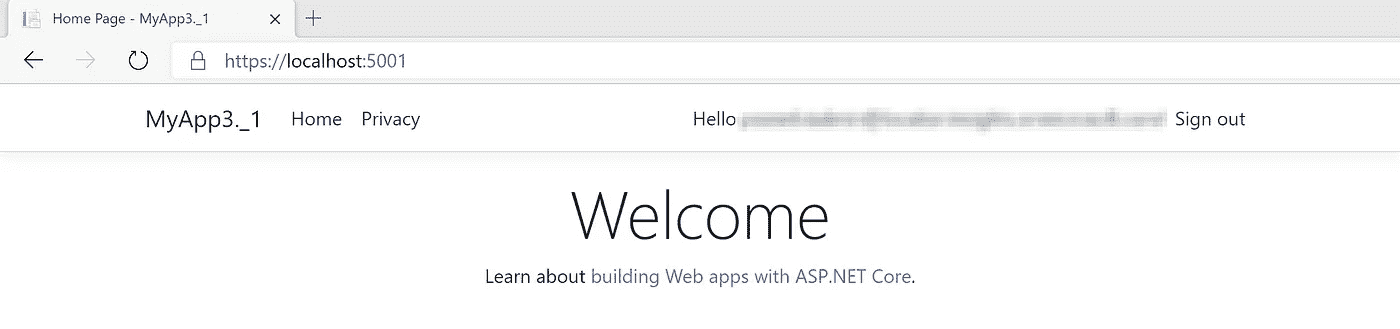 Home Page - MyApp3._1
https://localhost:5001
MyApp3._1 Home Privacy Hello Sign out
Welcome
Learn about building Web apps with ASP.NET Core.